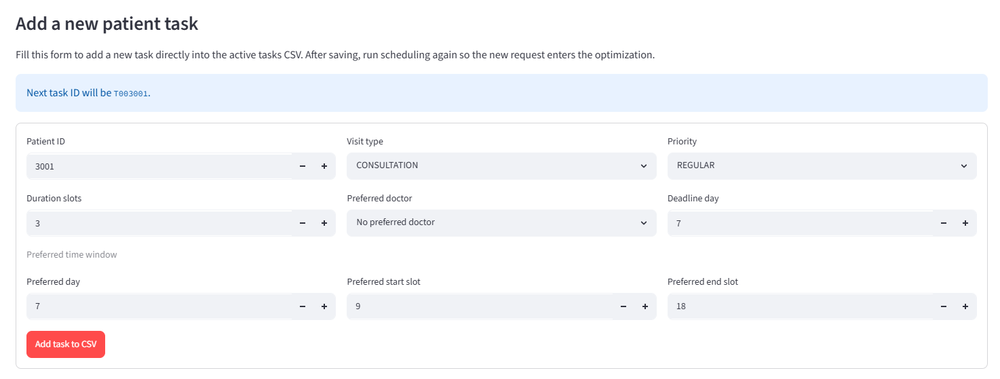 Add a new patient task
Fill this form to add a new task directly into the active tasks CSV. After saving, run scheduling again so the new request enters the optimization.
Next task ID will be T003001.
Patient ID
Visit type
Priority
3001
CONSULTATION
REGULAR
Duration slots
Preferred doctor
Deadline day
3
No preferred doctor
7
Preferred time window
Preferred day
Preferred start slot
Preferred end slot
7
9
18
Add task to CSV